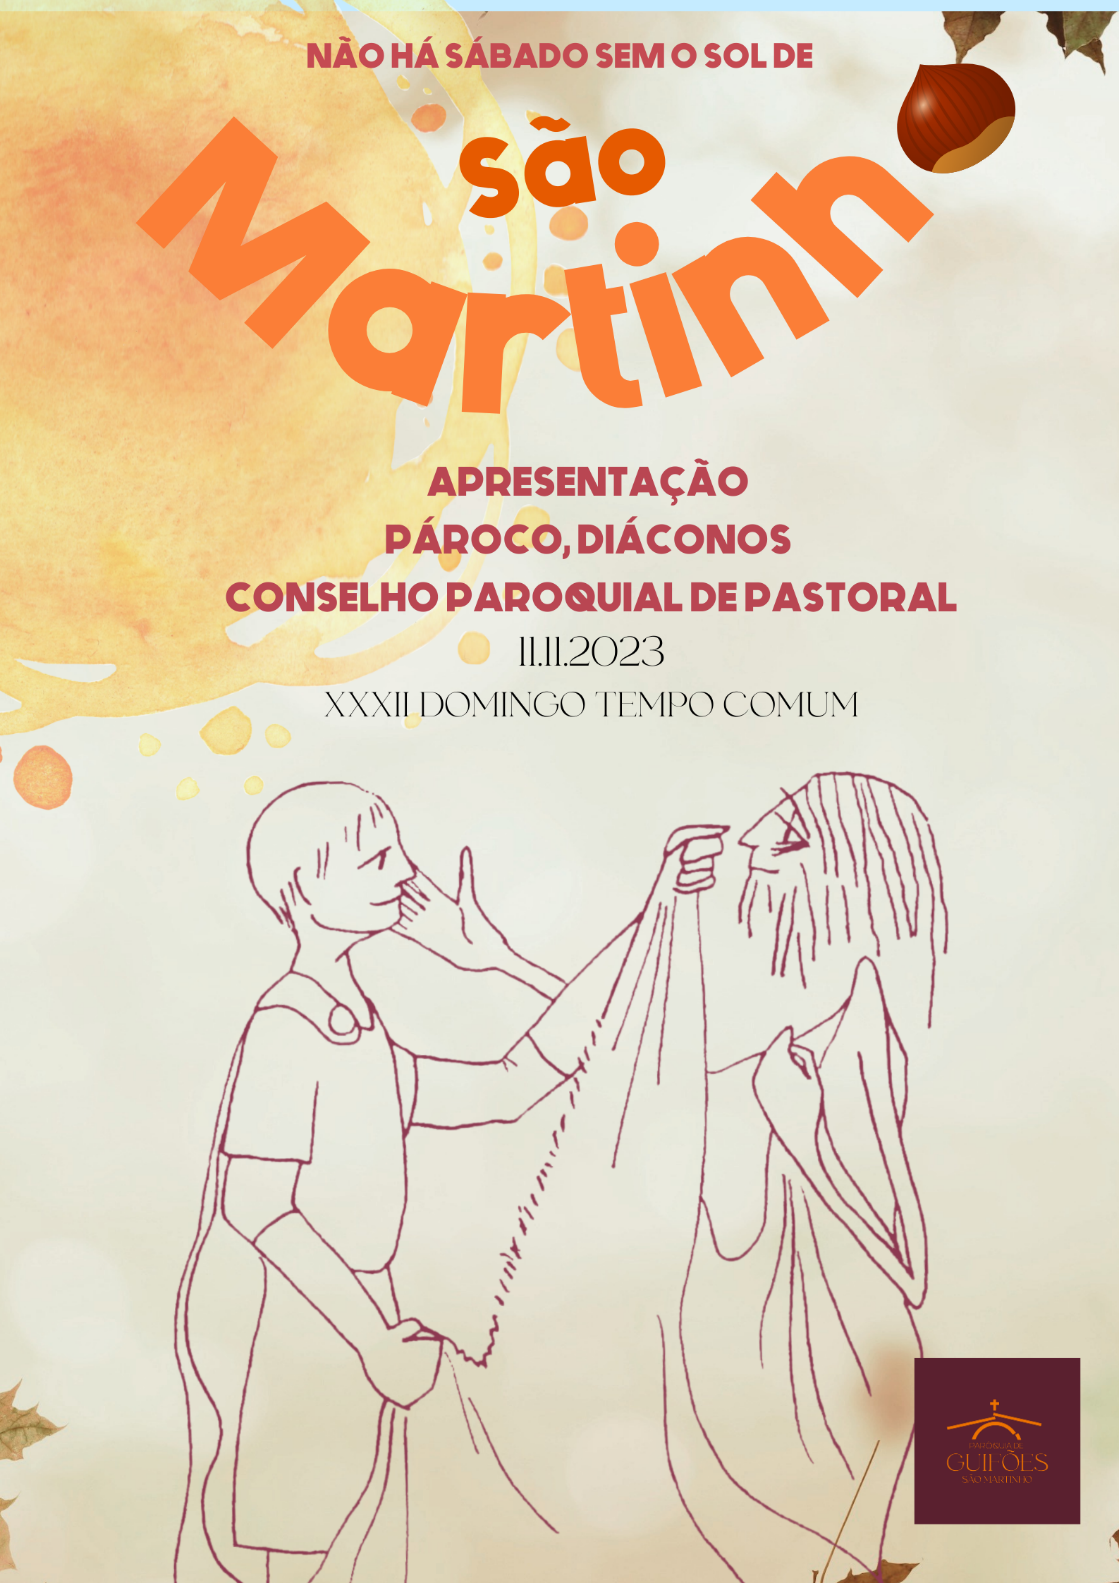 NÃO HÁ SÁBADO SEM O SOL DE
são
Martinh
APRESENTAÇÃO
PÁROCO, DIÁCONOS
CONSELHO PAROQUIAL DE PASTORAL
11.11.2023
XXXII DOMINGO TEMPO COMUM
PARÓQUIA DE
GUIFÕES
SÃO MARTINHO